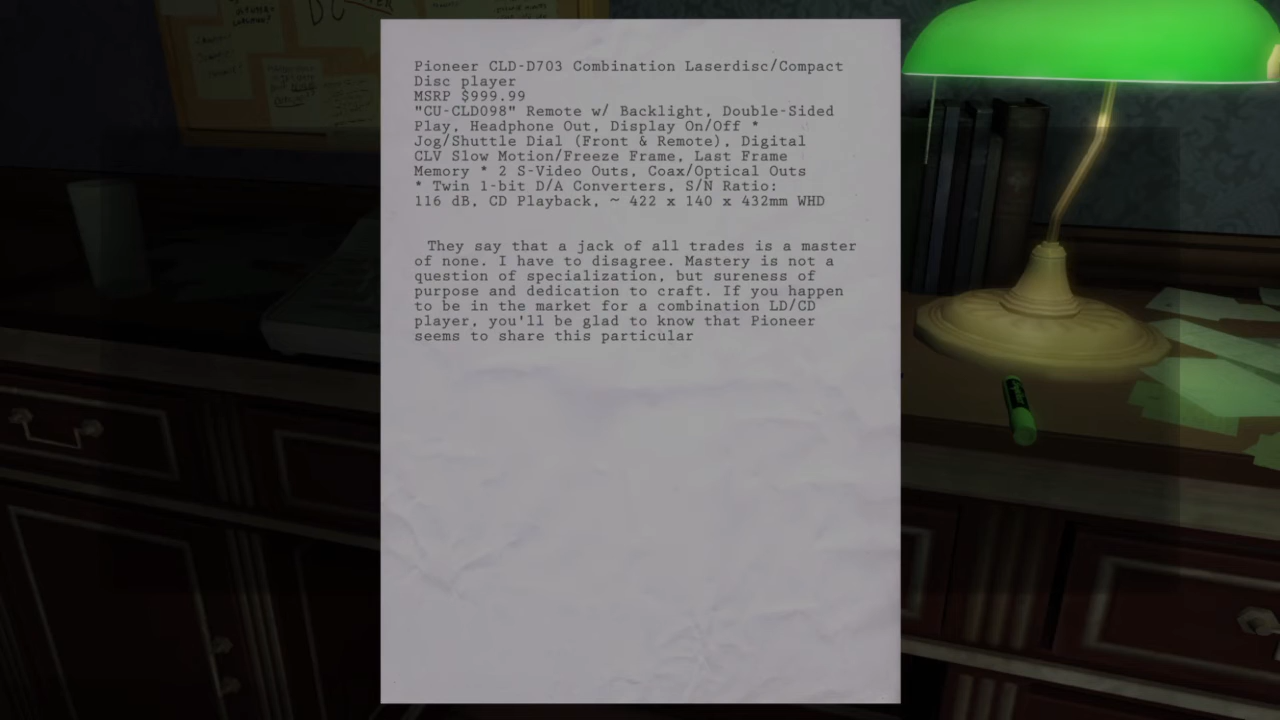 DC
Pioneer CLD-D703 Combination Laserdisc/Compact
Disc player
MSRP $999.99
"CU-CLD098" Remote w/ Backlight, Double-Sided
Play, Headphone Out, Display On/Off *
Jog/Shuttle Dial (Front & Remote), Digital
CLV Slow Motion/Freeze Frame, Last Frame
Memory * 2 S-Video Outs, Coax/Optical Outs
* Twin 1-bit D/A Converters, S/N Ratio:
116 dB, CD Playback, ~ 422 x 140 x 432mm WHD
They say that a jack of all trades is a master
of none. I have to disagree. Mastery is not a
question of specialization, but sureness of
purpose and dedication to craft. If you happen
to be in the market for a combination LD/CD
player, you'll be glad to know that Pioneer
seems to share this particular